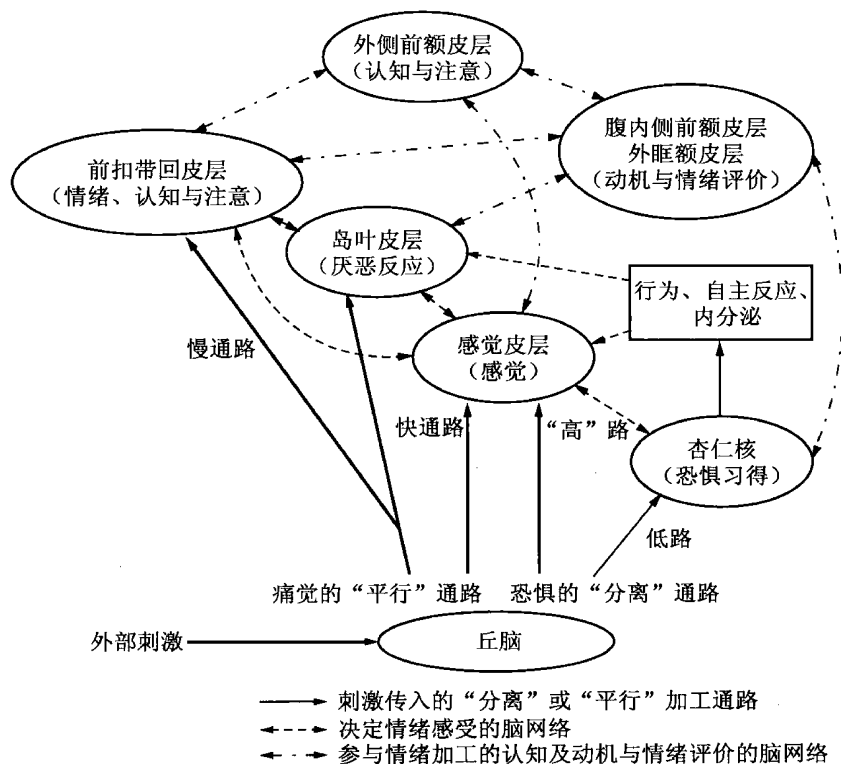 外侧前额皮层
（认知与注意）
腹内侧前额皮层
外眶额皮层
（动机与情绪评价）
前扣带回皮层
（情绪、认知与注意）
岛叶皮层
（厌恶反应）
行为、自主反应、
内分泌
感觉皮层
（感觉）
慢通路
快通路
“高”路
杏仁核
（恐惧习得）
低路
痛觉的“平行”通路
恐惧的“分离”通路
外部刺激
丘脑
刺激传入的“分离”或“平行”加工通路
决定情绪感受的脑网络
参与情绪加工的认知及动机与情绪评价的脑网络